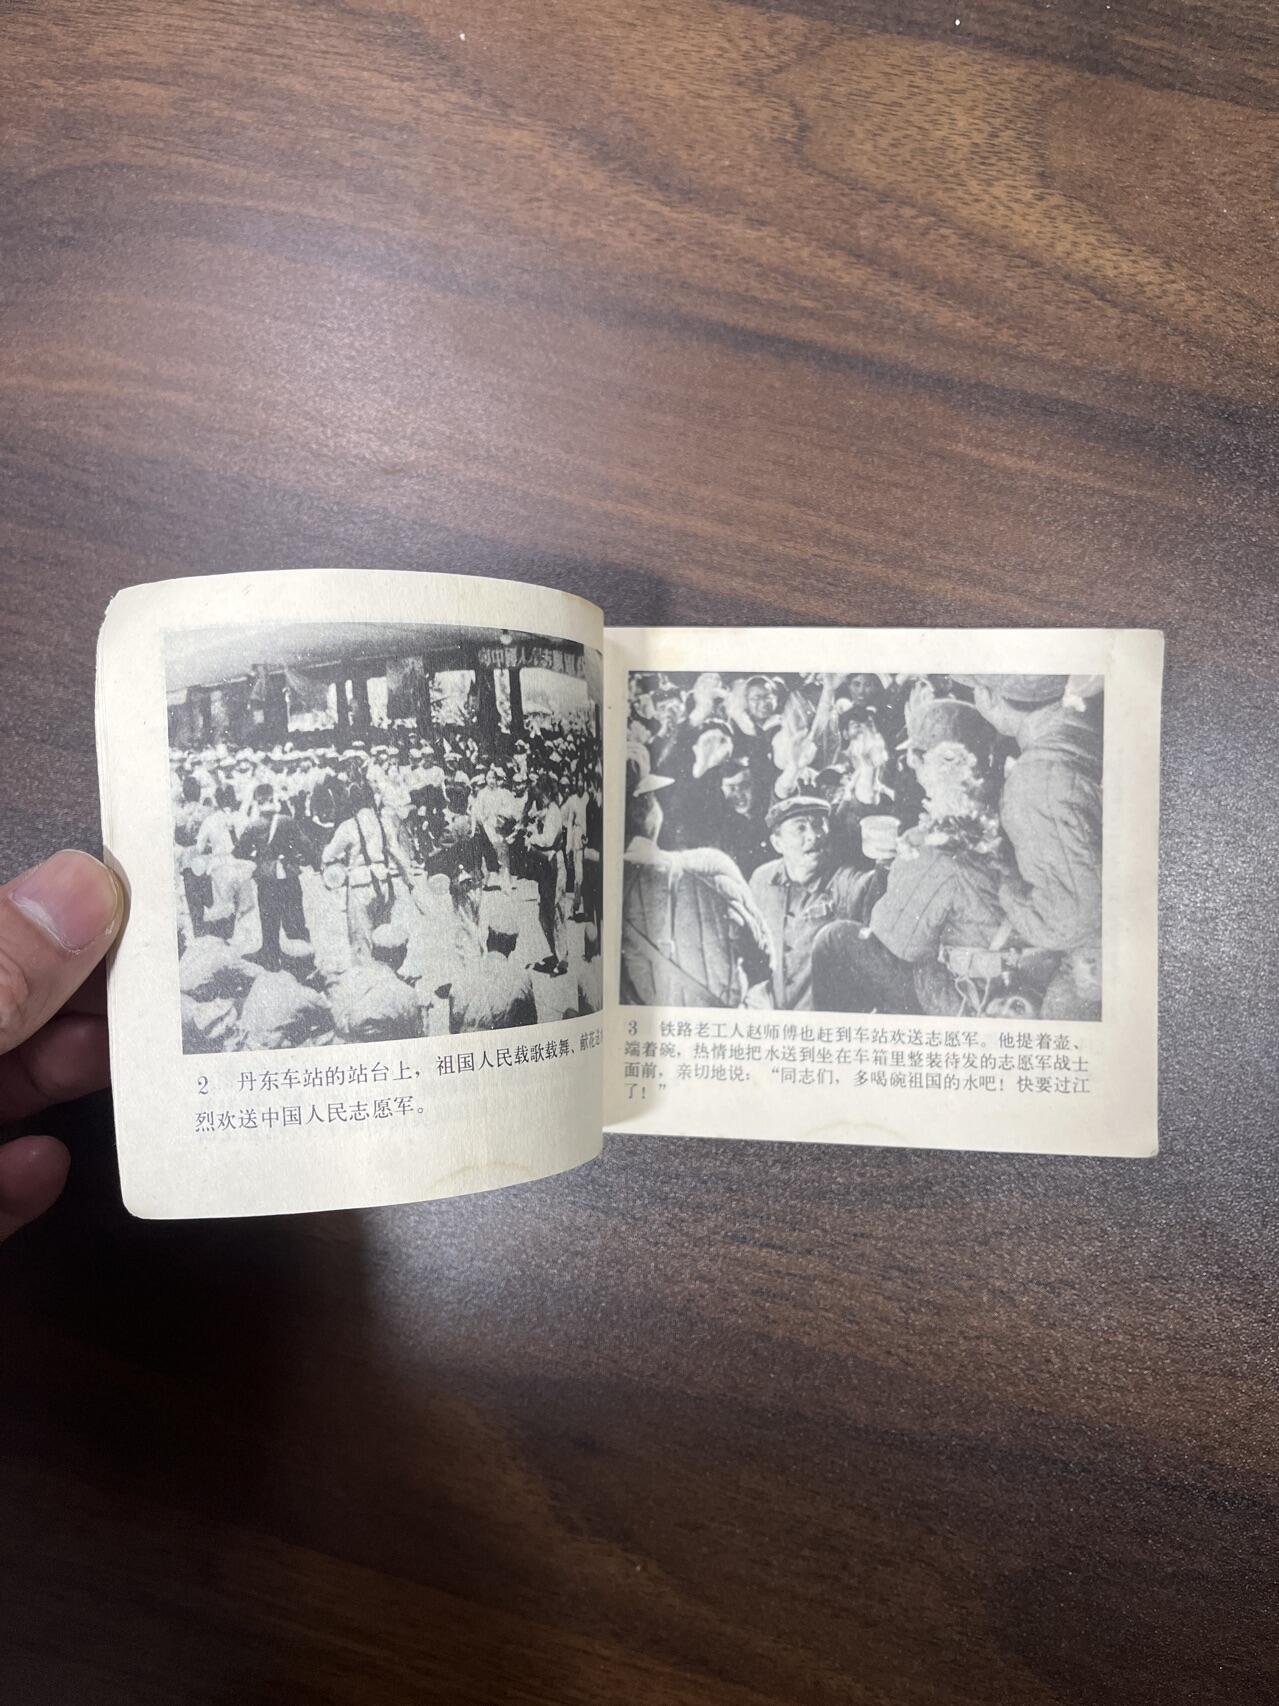 中国人民志愿
2 丹东车站的站台上，祖国人民载歌载舞、献花
烈欢送中国人民志愿军。
3 铁路老工人赵师傅也赶到车站欢送志愿军。他提着壶、
端着碗，热情地把水送到坐在车箱里整装待发的志愿军战士
面前，亲切地说：“同志们，多喝碗祖国的水吧！快要过江
了！”